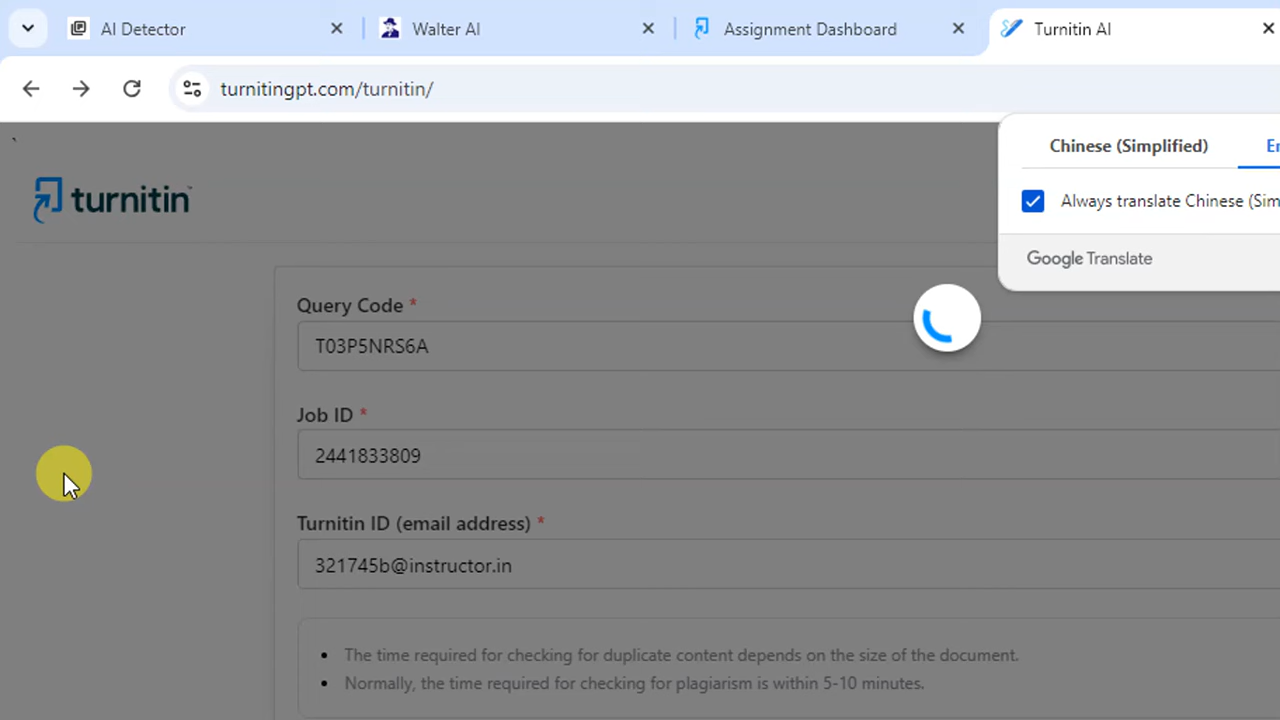 AI Detector
Walter AI
Assignment Dashboard
Turnitin AI
turnitingpt.com/turnitin/
`
Chinese (Simplified)
Always translate Chinese (Sim
Google Translate
turnitin
Query Code *
T03P5NRS6A
Job ID *
2441833809
Turnitin ID (email address) *
321745b@instructor.in
• The time required for checking for duplicate content depends on the size of the document.
• Normally, the time required for checking for plagiarism is within 5-10 minutes.